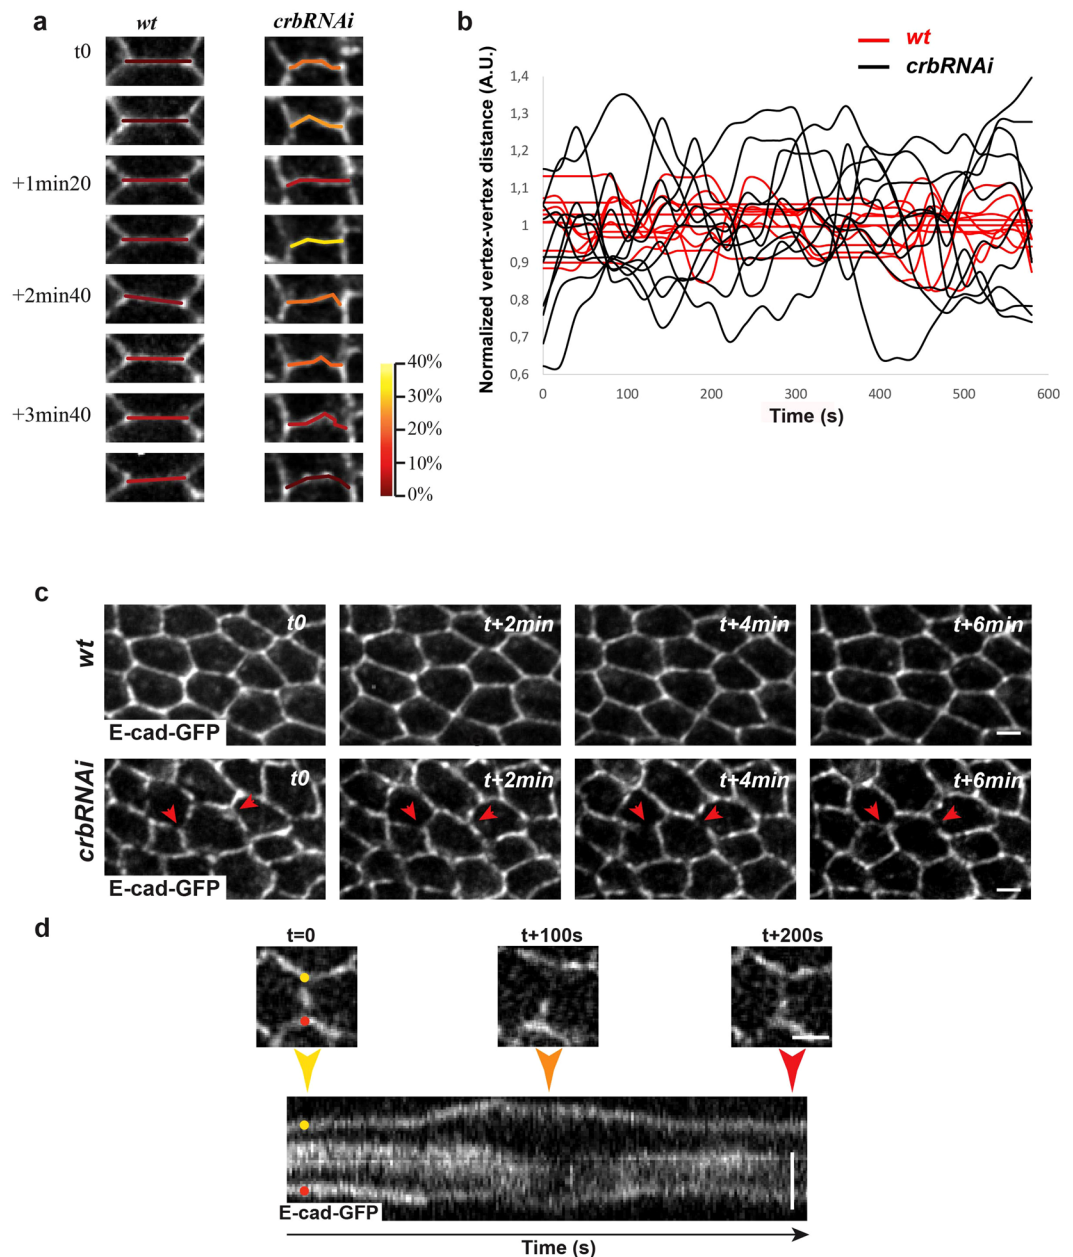 a
wt
crbRNAi
t0
+1min20
+2min40
+3min40
40%
30%
20%
10%
0%
b
wt
crbRNAi
Normalized vertex-vertex distance (A.U.)
1,4
1,3
1,2
1,1
1
0,9
0,8
0,7
0,6
0 100 200 300 400 500 600
Time (s)
c
wt
t0
t+2min
t+4min
t+6min
E-cad-GFP
crbRNAi
t0
t+2min
t+4min
t+6min
E-cad-GFP
d
t=0
t+100s
t+200s
E-cad-GFP
Time (s)